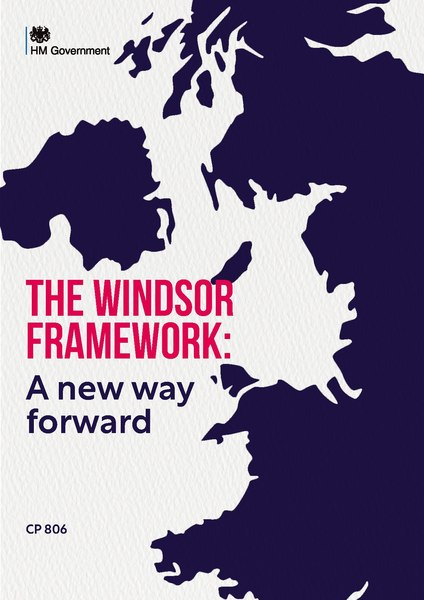 HM Government
THE WINDSOR
FRAMEWORK:
A new way
forward
CP 806